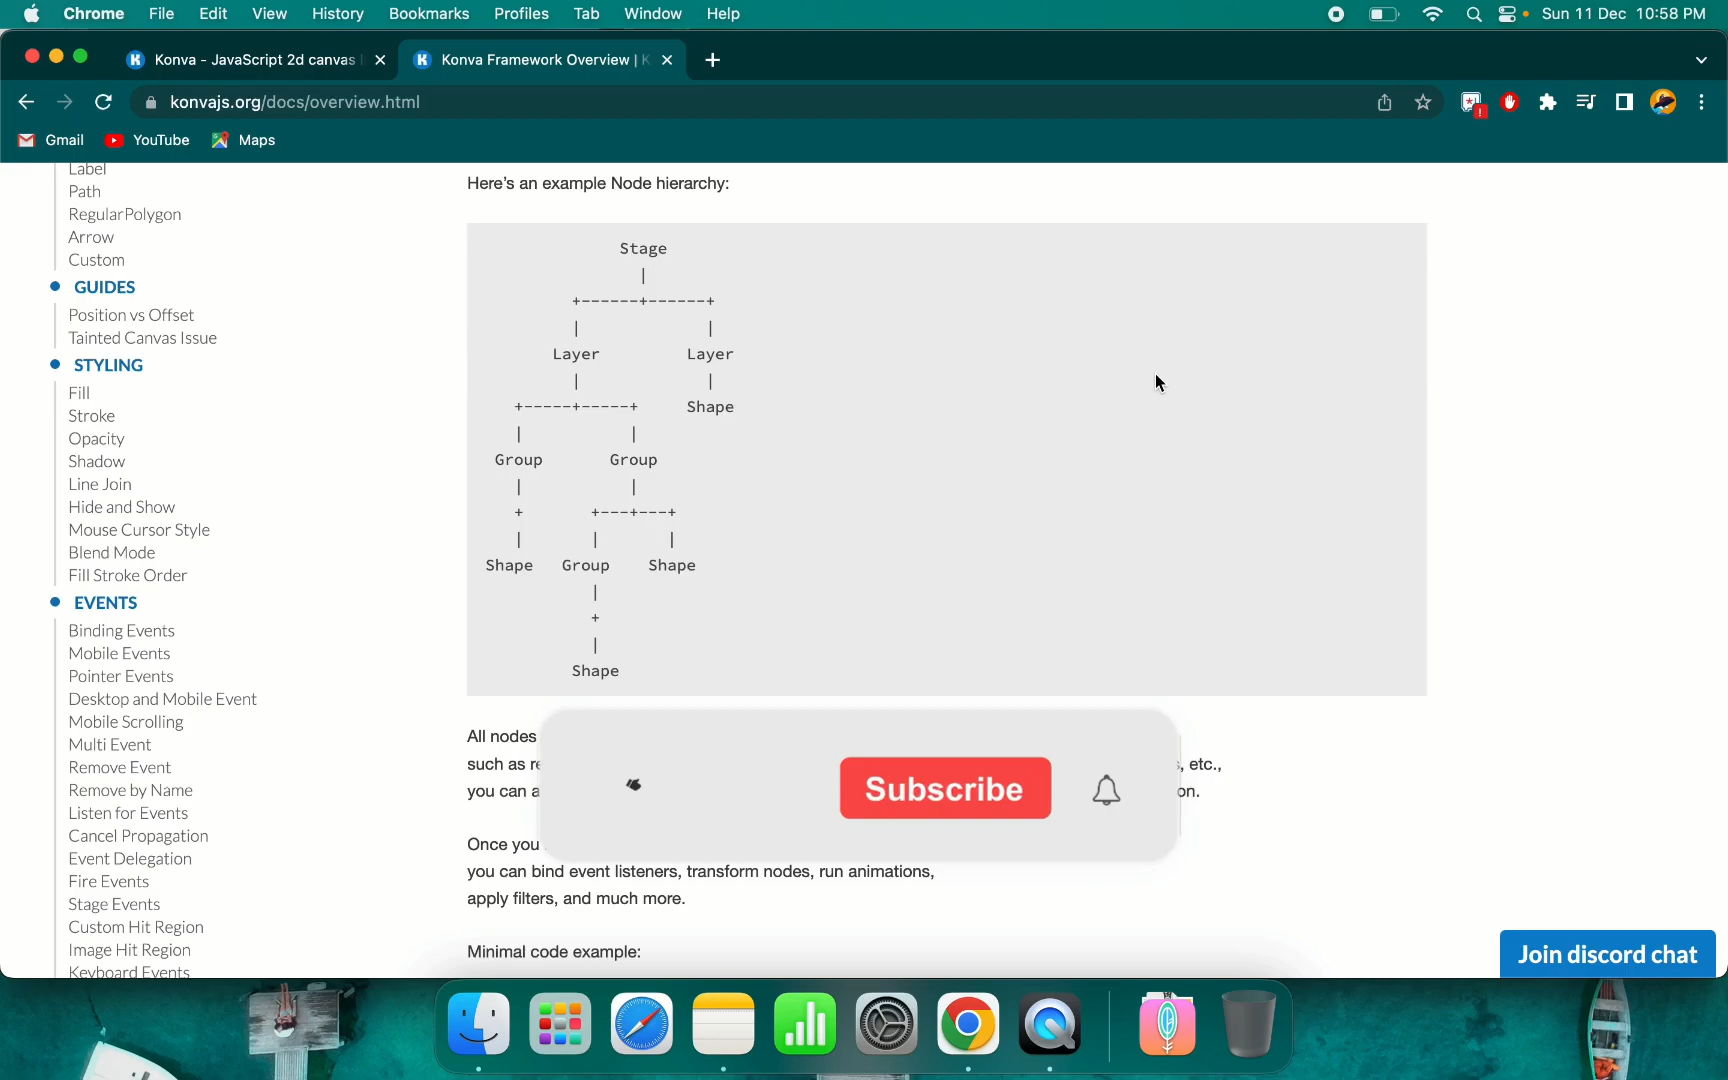 Chrome File Edit View History Bookmarks Profiles Tab Window Help Sun 11 Dec 10:58 PM
Konva - JavaScript 2d canvas Konva Framework Overview |
konvajs.org/docs/overview.html
Gmail YouTube Maps
Label
Path
RegularPolygon
Arrow
Custom
GUIDES
Position vs Offset
Tainted Canvas Issue
STYLING
Fill
Stroke
Opacity
Shadow
Line Join
Hide and Show
Mouse Cursor Style
Blend Mode
Fill Stroke Order
EVENTS
Binding Events
Mobile Events
Pointer Events
Desktop and Mobile Event
Mobile Scrolling
Multi Event
Remove Event
Remove by Name
Listen for Events
Cancel Propagation
Event Delegation
Fire Events
Stage Events
Custom Hit Region
Image Hit Region
Keyboard Events
Here's an example Node hierarchy:
Stage
|
+------+------+
| |
Layer Layer
| |
+-----+-----+ Shape
| |
Group Group
| |
+ +---+---+
| | |
Shape Group Shape
|
+
|
Shape
All nodes
such as , etc.,
you can on.
Once you
you can bind event listeners, transform nodes, run animations,
apply filters, and much more.
Minimal code example:
Subscribe
Join discord chat